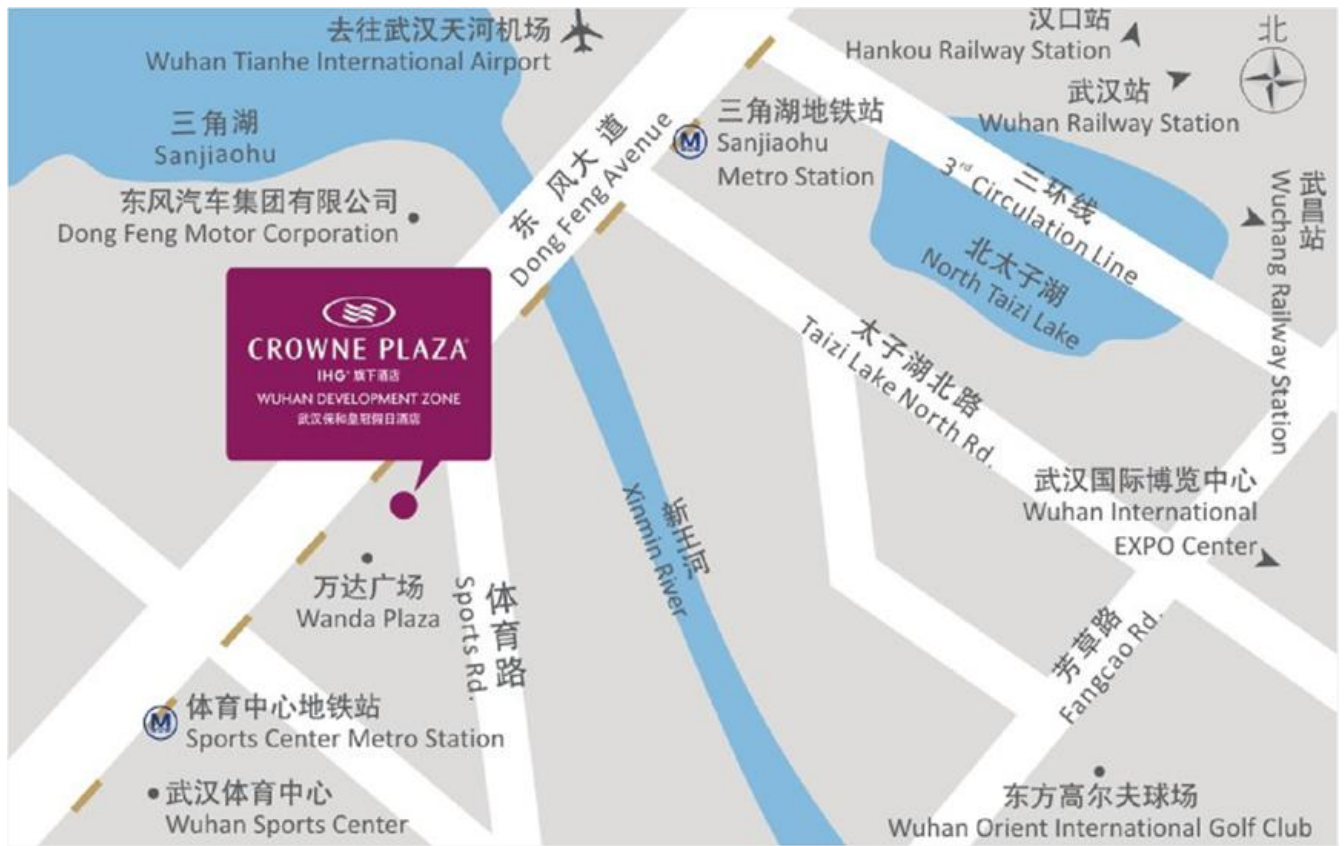 去往武汉天河机场
Wuhan Tianhe International Airport
汉口站
Hankou Railway Station
北
武汉站
Wuhan Railway Station
三角湖
Sanjiaohu
三角湖地铁站
Sanjiaohu
Metro Station
M
东风大道
Dong Feng Avenue
三环线
3rd Circulation Line
武昌站
Wuchang Railway Station
东风汽车集团有限公司
Dong Feng Motor Corporation
北太子湖
North Taizi Lake
CROWNE PLAZA
IHG® 旗下酒店
WUHAN DEVELOPMENT ZONE
武汉保和皇冠假日酒店
太子湖北路
Taizi Lake North Rd.
武汉国际博览中心
Wuhan International
EXPO Center
新王河
Xinmin River
万达广场
Wanda Plaza
体育路
Sports Rd.
芳草路
Fangcao Rd.
M
体育中心地铁站
Sports Center Metro Station
武汉体育中心
Wuhan Sports Center
东方高尔夫球场
Wuhan Orient International Golf Club